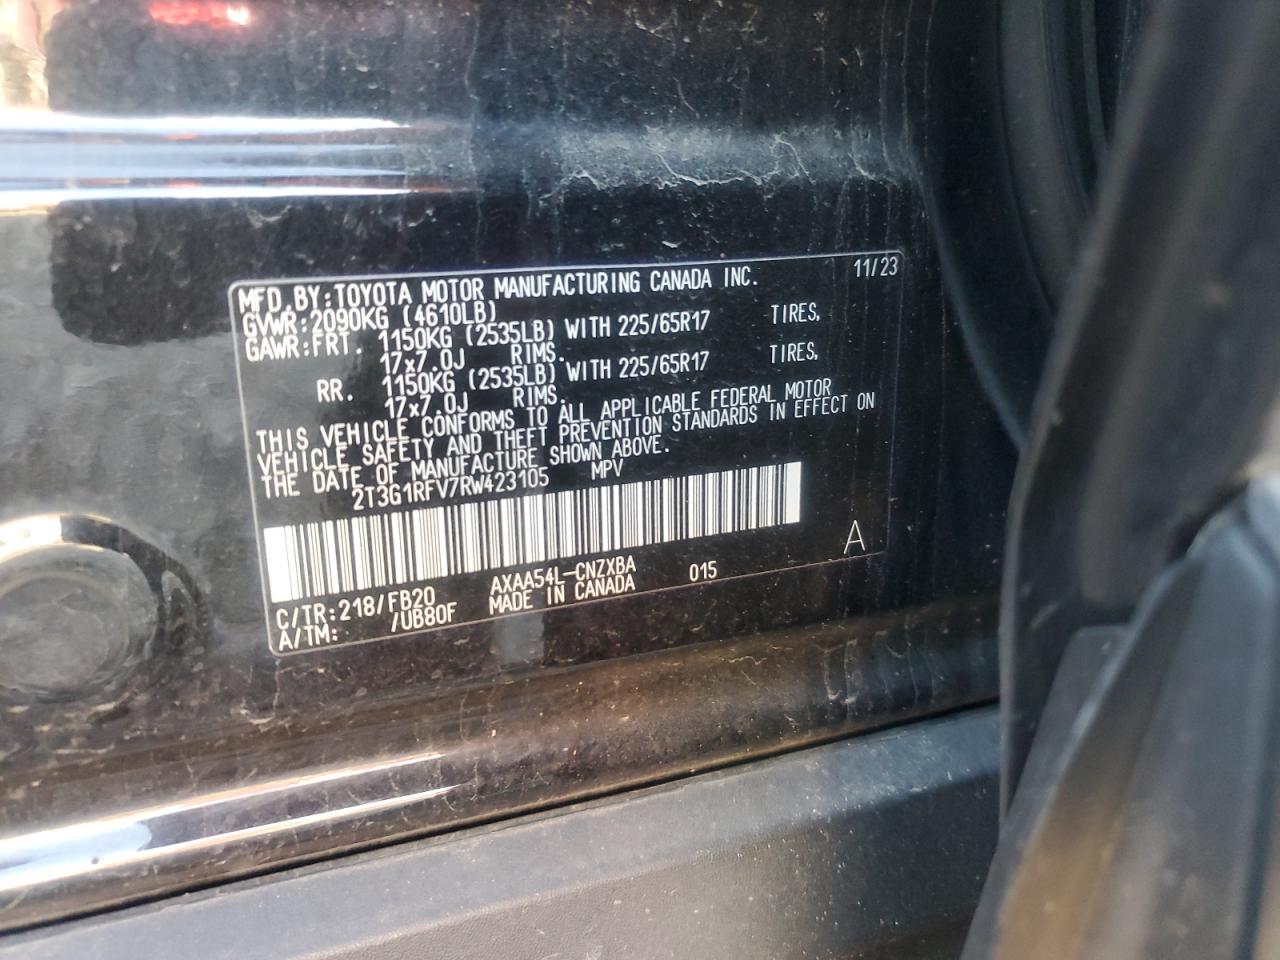 MFD.BY:TOYOTA MOTOR MANUFACTURING CANADA INC. 11/23
GVWR:2090KG (4610LB)
GAWR:FRT. 1150KG (2535LB) WITH 225/65R17 TIRES,
17x7.0J RIMS.
RR. 1150KG (2535LB) WITH 225/65R17 TIRES,
17x7.0J RIMS.
THIS VEHICLE CONFORMS TO ALL APPLICABLE FEDERAL MOTOR
VEHICLE SAFETY AND THEFT PREVENTION STANDARDS IN EFFECT ON
THE DATE OF MANUFACTURE SHOWN ABOVE.
2T3G1RFV7RW423105 MPV
A
C/TR:218/FB20 AXAA54L-CNZXBA 015
A/TM: /UB80F MADE IN CANADA